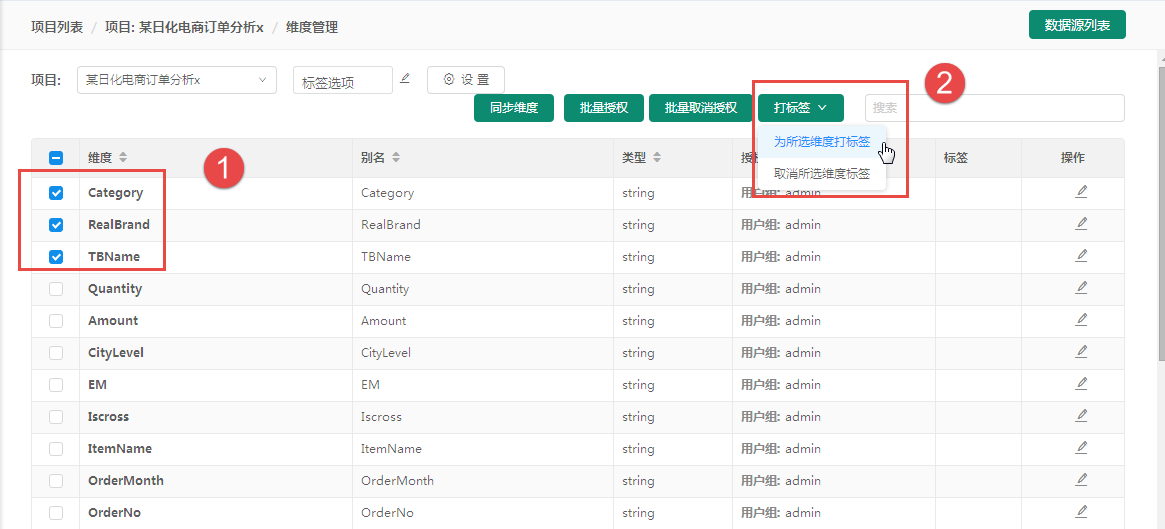 项目列表 / 项目: 某日化电商订单分析x / 维度管理 数据源列表
项目: 某日化电商订单分析x 标签选项 设 置
同步维度 批量授权 批量取消授权 打标签 搜索 2
为所选维度打标签
取消所选维度标签
维度 别名 类型 标签 操作
1
Category Category string 用户组: admin
RealBrand RealBrand string 用户组: admin
TBName TBName string 用户组: admin
Quantity Quantity string 用户组: admin
Amount Amount string 用户组: admin
CityLevel CityLevel string 用户组: admin
EM EM string 用户组: admin
Iscross Iscross string 用户组: admin
ItemName ItemName string 用户组: admin
OrderMonth OrderMonth string 用户组: admin
OrderNo OrderNo string 用户组: admin